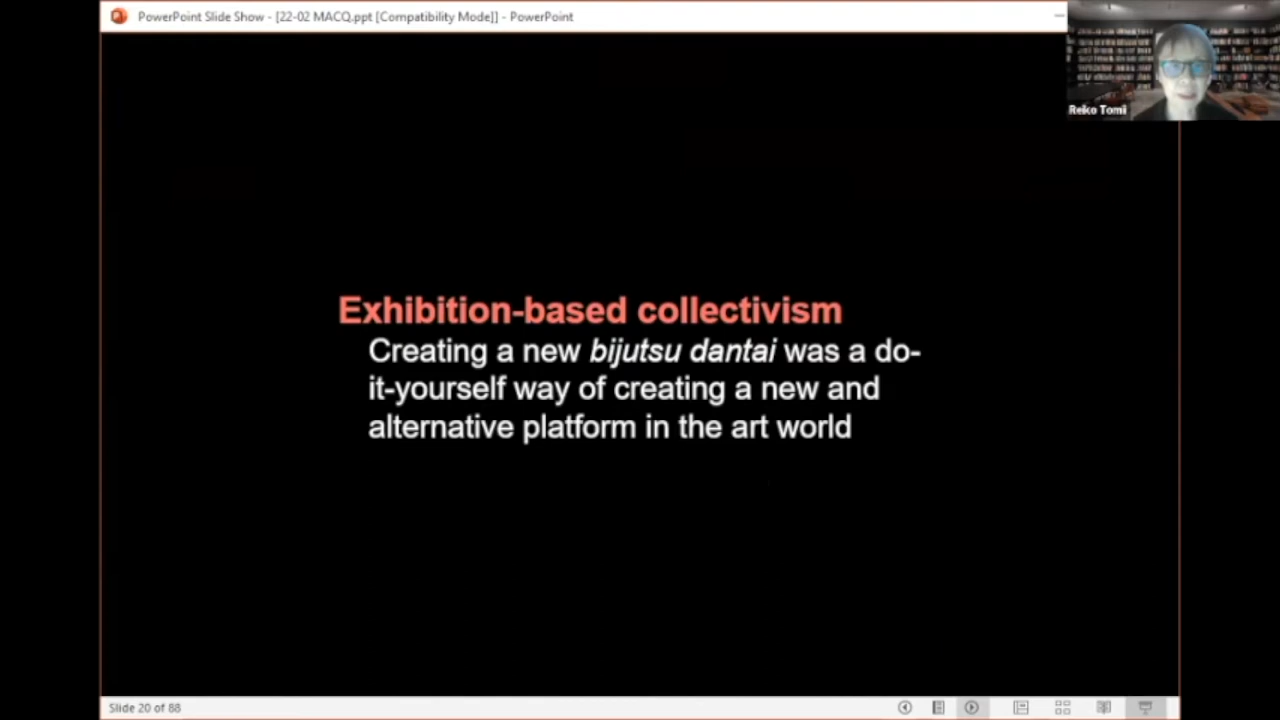 PowerPoint Slide Show - [22-02 MACQ.ppt [Compatibility Mode]] - PowerPoint
Reiko Tomii
Exhibition-based collectivism
Creating a new bijutsu dantai was a do-
it-yourself way of creating a new and
alternative platform in the art world
Slide 20 of 88